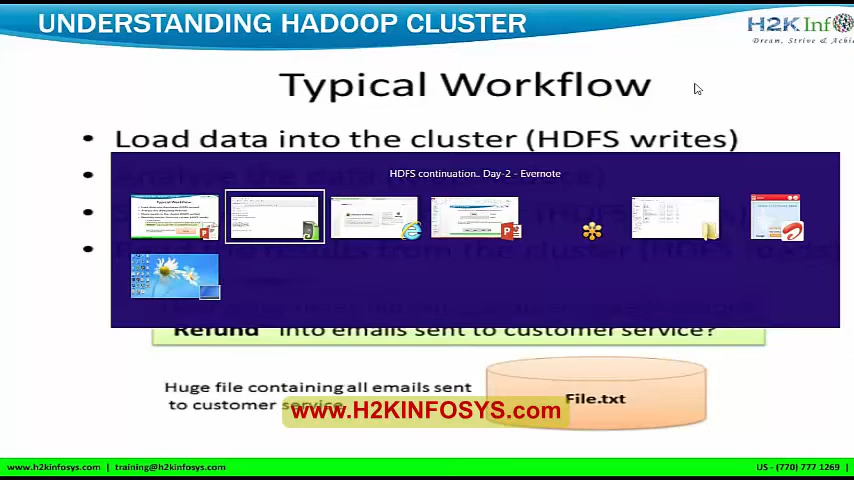 UNDERSTANDING HADOOP CLUSTER
H2K Inf
Dream, Strive & Achi
Typical Workflow
• Load data into the cluster (HDFS writes)
HDFS continuation.. Day-2 - Evernote
Refund" into emails sent to customer service?
Huge file containing all emails sent
to customer service
File.txt
www.H2KINFOSYS.com
www.h2kinfosys.com | training@h2kinfosys.com
US - (770) 777 1269 |